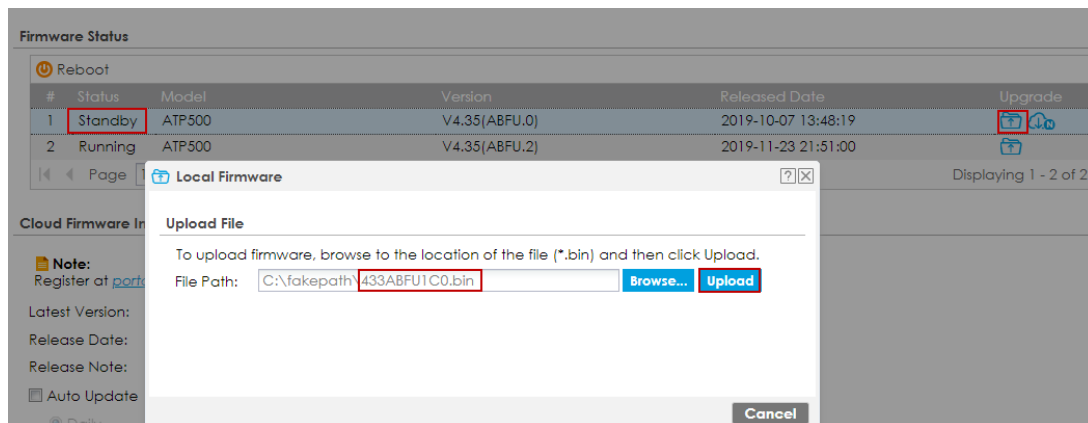 Firmware Status
Reboot
# Status Model Version Released Date Upgrade
1 Standby ATP500 V4.35(ABFU.0) 2019-10-07 13:48:19
2 Running ATP500 V4.35(ABFU.2) 2019-11-23 21:51:00
Page 1 Displaying 1 - 2 of 2
Local Firmware
Cloud Firmware In
Upload File
To upload firmware, browse to the location of the file (*.bin) and then click Upload.
Note:
Register at porta
File Path: C:\fakepath\433ABFU1C0.bin Browse... Upload
Latest Version:
Release Date:
Release Note:
Auto Update
Daily
Cancel